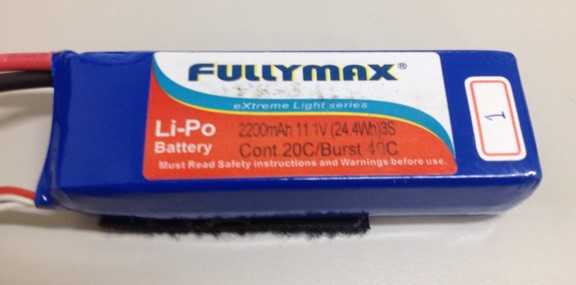 FULLYMAX®
eXtreme Light series
Li-Po
Battery
2200mAh 11.1V (24.4Wh)3S
Cont.20C/Burst 40C
Must Read Safety instructions and Warnings before use.
1